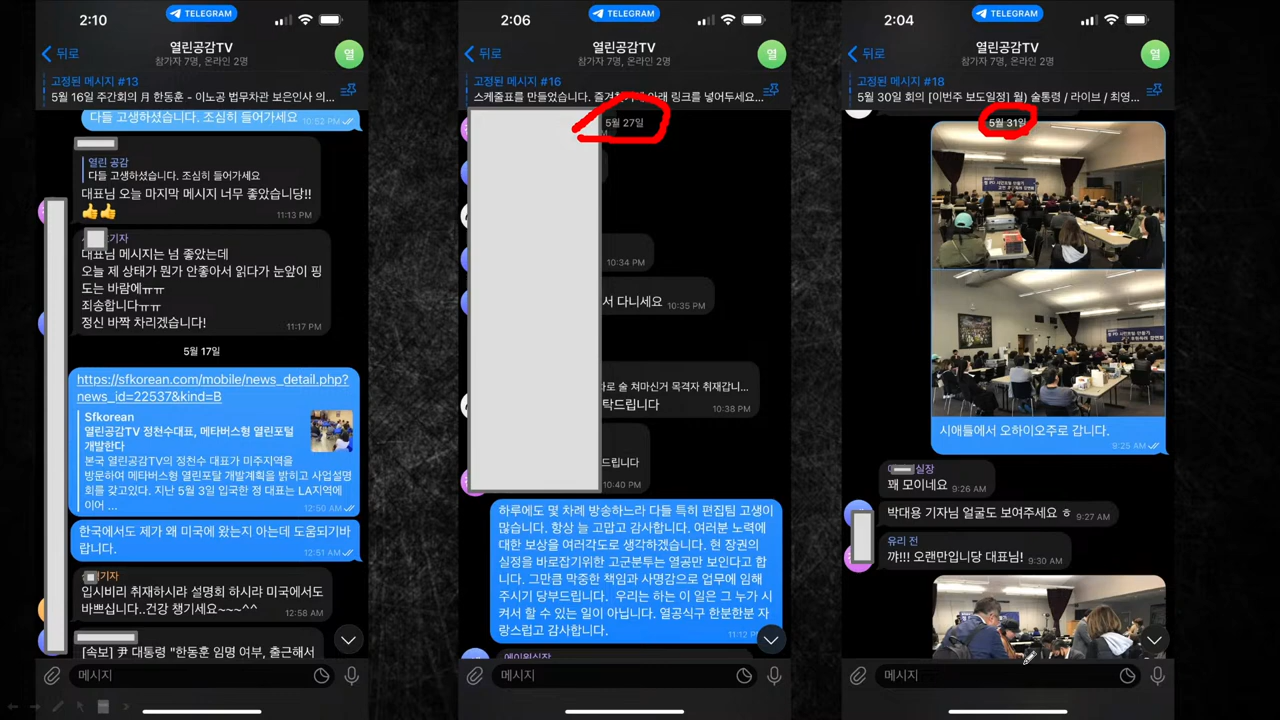 2:10
TELEGRAM
뒤로
열린공감TV
참가자 7명, 온라인 2명
열
고정된 메시지 #13
5월 16일 주간회의 月 한동훈 - 이노공 법무차관 보은인사 의...
다들 고생하셨습니다. 조심히 들어가세요
10:52 PM
열린 공감
다들 고생하셨습니다. 조심히 들어가세요
대표님 오늘 마지막 메시지 너무 좋았습니당!!
👍👍
11:13 PM
기자
대표님 메시지는 넘 좋았는데
오늘 제 상태가 뭔가 안좋아서 읽다가 눈앞이 핑
도는 바람에ㅠㅠ
죄송합니다ㅠㅠ
정신 바짝 차리겠습니다!
11:17 PM
5월 17일
https://sfkorean.com/mobile/news_detail.php?
news_id=22537&kind=B
Sfkorean
열린공감TV 정천수대표, 메타버스형 열린포털
개발한다
본국 열린공감TV의 정천수 대표가 미주지역을
방문하여 메타버스형 열린포탈 개발계획을 밝히고 사업설명
회를 갖고있다. 지난 5월 3일 입국한 정 대표는 LA지역에
이어 ...
12:50 AM
한국에서도 제가 왜 미국에 왔는지 아는데 도움되기바
랍니다.
12:51 AM
기자
입시비리 취재하시랴 설명회 하시랴 미국에서도
바쁘십니다..건강 챙기세요~~~^^
12:58 AM
[속보] 尹 대통령 "한동훈 임명 여부, 출근해서
메시지
2:06
TELEGRAM
뒤로
열린공감TV
참가자 7명, 온라인 2명
열
고정된 메시지 #16
스케줄표를 만들었습니다. 즐겨찾기에 아래 링크를 넣어두세요...
5월 27일
10:34 PM
서 다니세요
10:35 PM
로 술 쳐마신거 목격자 취재갑니...
탁드립니다
10:38 PM
드립니다
10:40 PM
하루에도 몇 차례 방송하느라 다들 특히 편집팀 고생이
많습니다. 항상 늘 고맙고 감사합니다. 여러분 노력에
대한 보상을 여러각도로 생각하겠습니다. 현 장권의
실정을 바로잡기위한 고군분투는 열공만 보인다고 합
니다. 그만큼 막중한 책임과 사명감으로 업무에 임해
주시기 당부드립니다. 우리는 하는 이 일은 그 누가 시
켜서 할 수 있는 일이 아닙니다. 열공식구 한분한분 자
랑스럽고 감사합니다.
11:12 PM
에이원실장
메시지
2:04
TELEGRAM
뒤로
열린공감TV
참가자 7명, 온라인 2명
열
고정된 메시지 #18
5월 30일 회의 [이번주 보도일정] 월) 술통령 / 라이브 / 최영...
5월 31일
시애틀에서 오하이오주로 갑니다.
9:25 AM
실장
꽤 모이네요
9:26 AM
박대용 기자님 얼굴도 보여주세요 ㅎ
9:27 AM
유리 전
꺄!!! 오랜만입니당 대표님!
9:30 AM
메시지